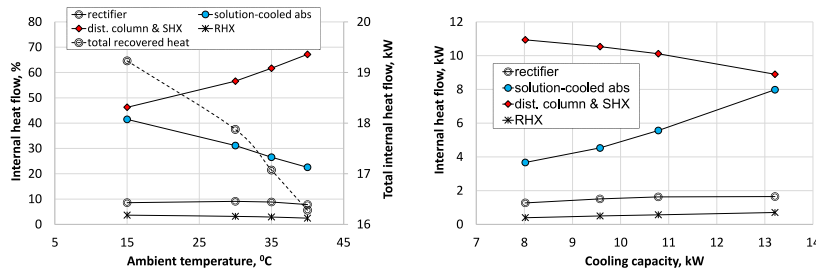 rectifier
solution-cooled abs
dist. column & SHX
RHX
total recovered heat
80
70
60
50
40
30
20
10
0
Internal heat flow, %
20
19
18
17
16
Total internal heat flow, kW
5
15
25
35
45
Ambient temperature, ⁰C
12
10
8
6
4
2
0
Internal heat flow, kW
rectifier
solution-cooled abs
dist. column & SHX
RHX
7
8
9
10
11
12
13
14
Cooling capacity, kW